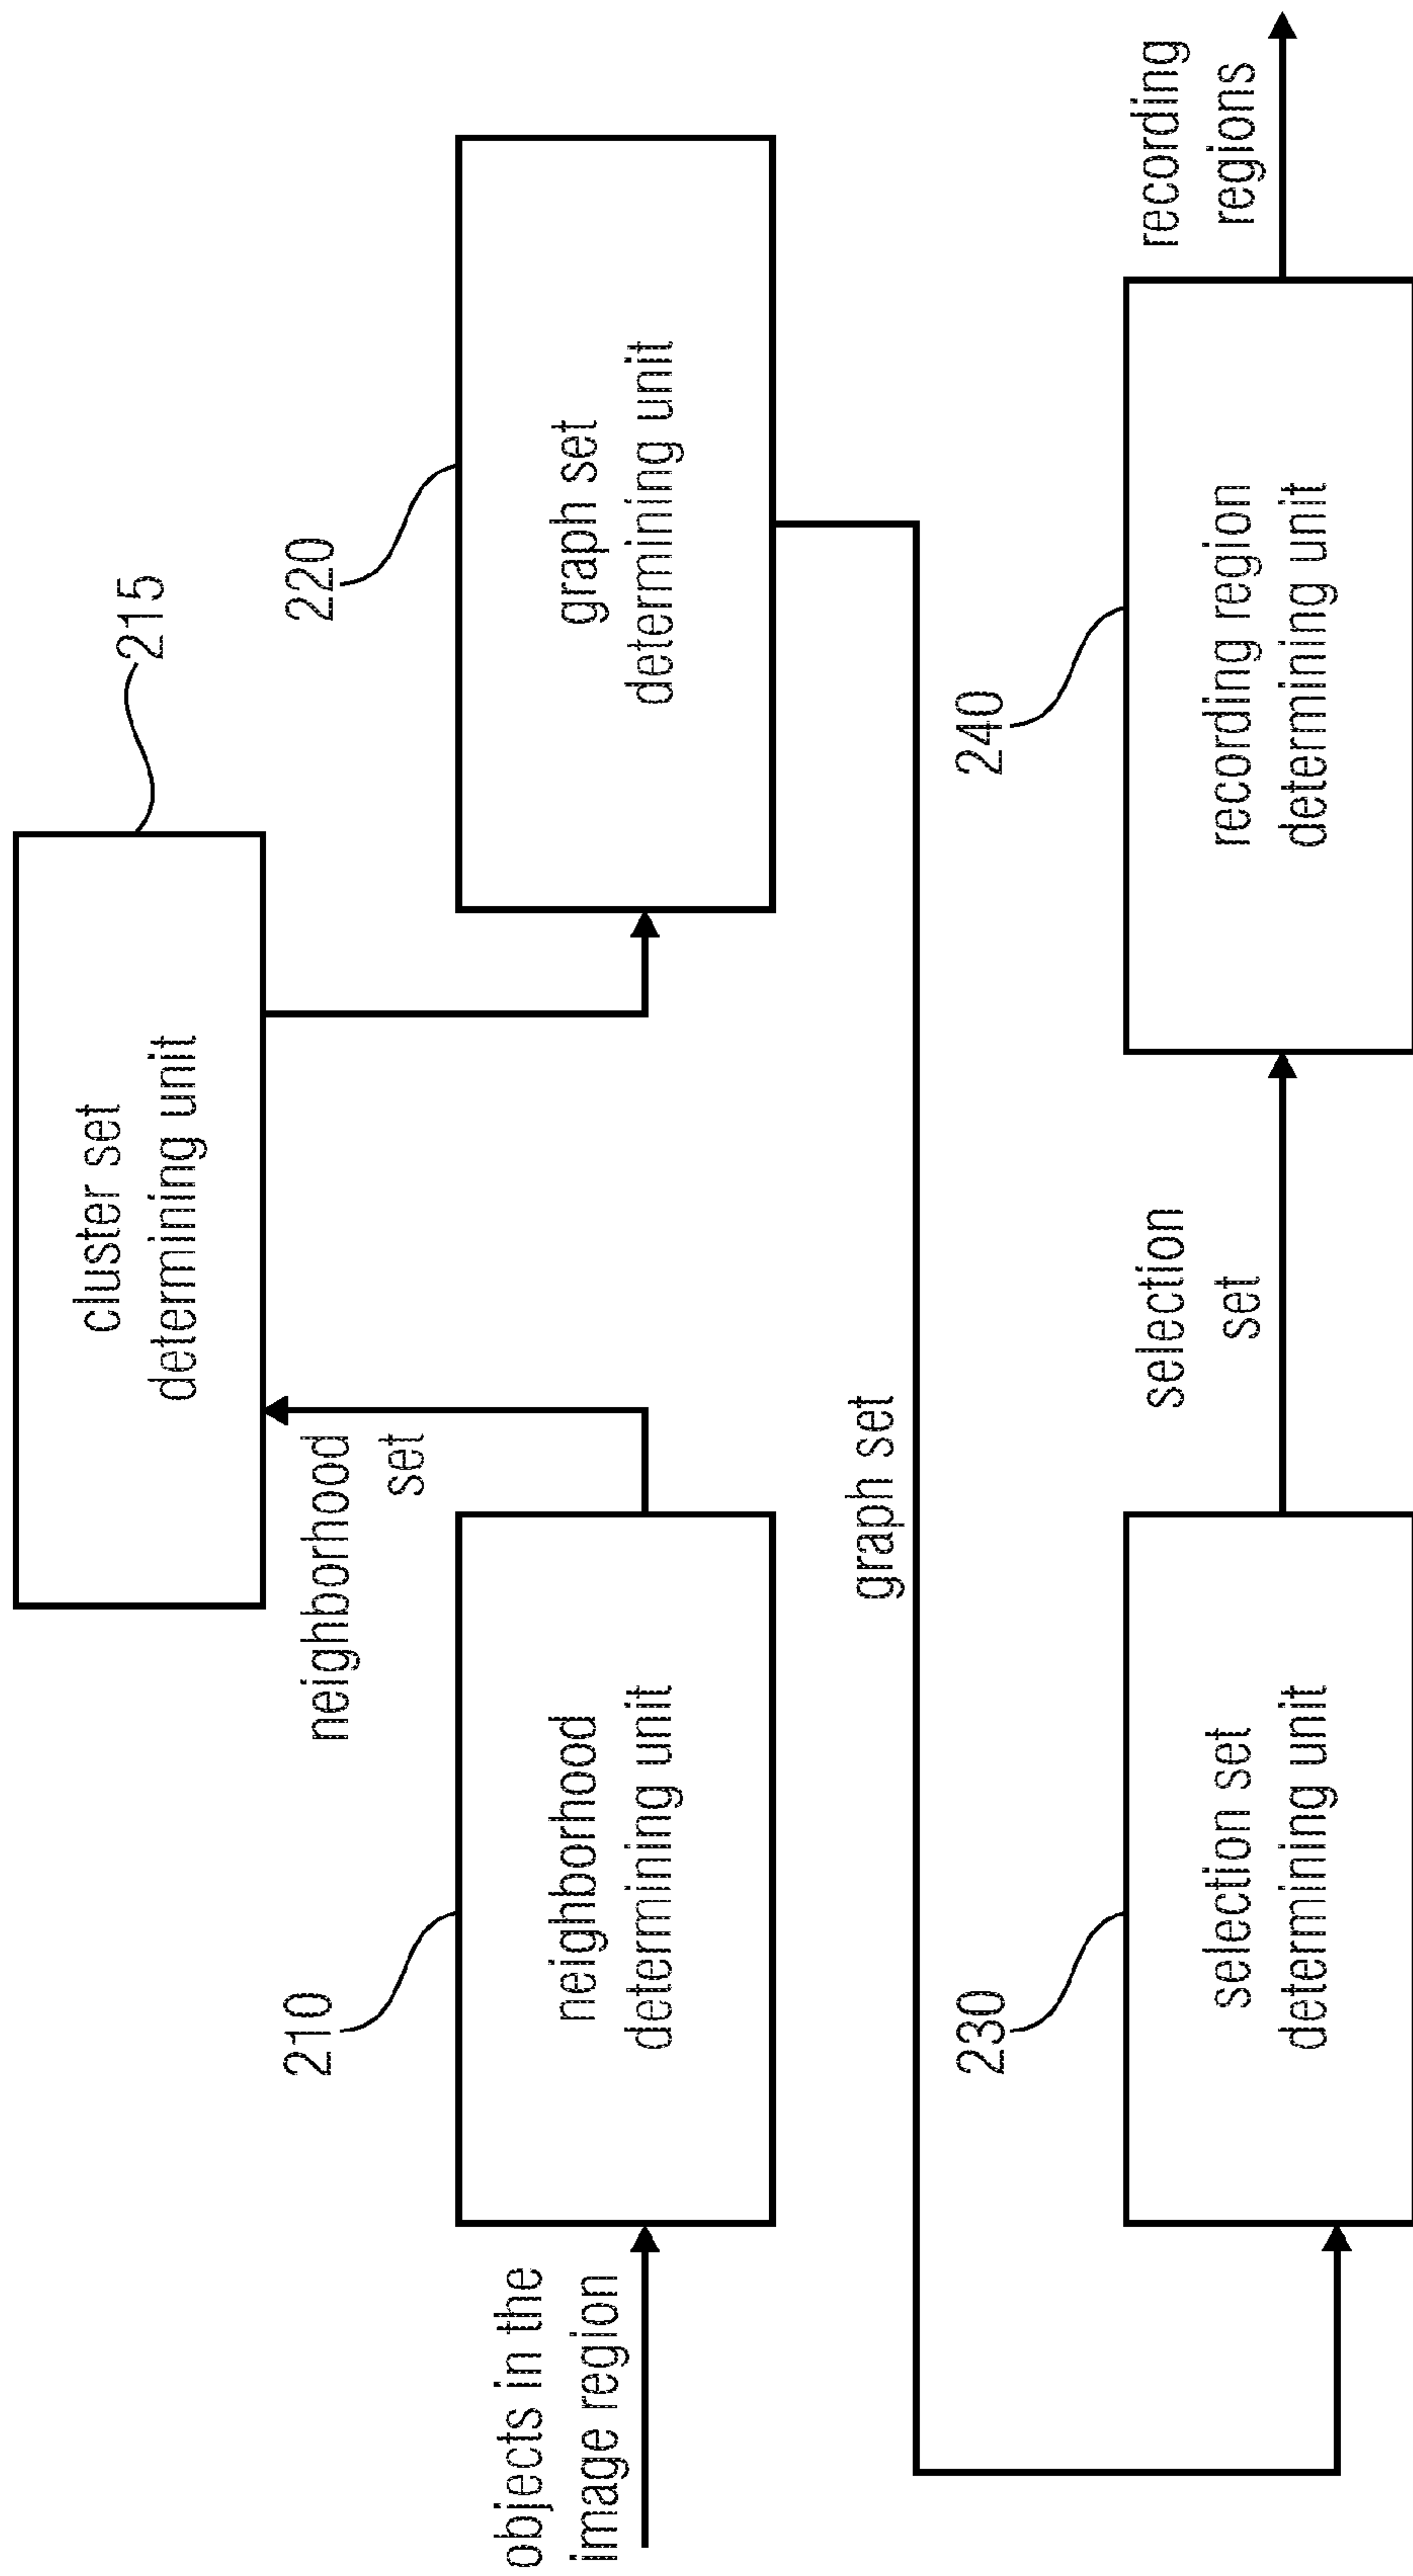 215
cluster set
determining unit
neighborhood
set
210
220
objects in the
image region
neighborhood
determining unit
graph set
determining unit
graph set
230
240
selection set
determining unit
selection
set
recording region
determining unit
recording
regions